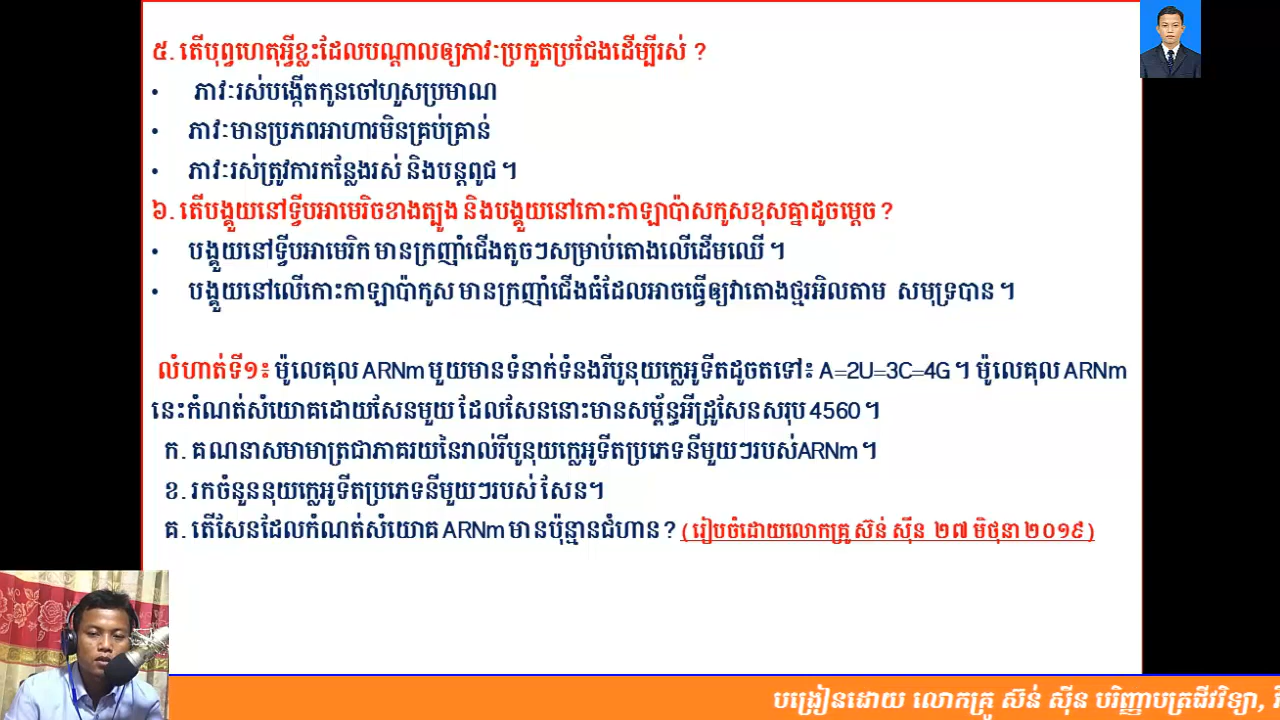 ៥. តើបុព្វហេតុអ្វីខ្លះដែលបណ្តាលឲ្យភាវៈប្រកួតប្រជែងដើម្បីរស់ ?
• ភាវៈរស់បង្កើតកូនចៅហួសប្រមាណ
• ភាវៈមានប្រភពអាហារមិនគ្រប់គ្រាន់
• ភាវៈរស់ត្រូវការកន្លែងរស់ និងបន្តពូជ ។
៦. តើបង្គួយនៅទ្វីបអាមេរិចខាងត្បូង និងបង្គួយនៅកោះកាឡាប៉ាសកូសខុសគ្នាដូចម្តេច ?
• បង្គួយនៅទ្វីបអាមេរិក មានក្រញ៉ាំជើងតូចៗសម្រាប់តោងលើដើមឈើ ។
• បង្គួយនៅលើកោះកាឡាប៉ាកូស មានក្រញ៉ាំជើងធំដែលអាចធ្វើឲ្យវាតោងថ្មរអិលតាម សមុទ្របាន ។
លំហាត់ទី១៖ ម៉ូលេគុល ARNm មួយមានទំនាក់ទំនងរីបូនុយក្លេអូទីតដូចតទៅ៖ A=2U=3C=4G ។ ម៉ូលេគុល ARNm
នេះកំណត់សំយោគដោយសែនមួយ ដែលសែននោះមានសម្ព័ន្ធអ៊ីដ្រូសែនសរុប 4560 ។
ក. គណនាសមាមាត្រជាភាគរយនៃរាល់រីបូនុយក្លេអូទីតប្រភេទនីមួយៗរបស់ARNm ។
ខ. រកចំនួននុយក្លេអូទីតប្រភេទនីមួយៗរបស់ សែន។
គ. តើសែនដែលកំណត់សំយោគ ARNm មានប៉ុន្មានជំហាន ? ( រៀបចំដោយលោកគ្រូ ស៊ន់ ស៊ីន ២៧ មិថុនា ២០១៩ )
បង្រៀនដោយ លោកគ្រូ ស៊ន់ ស៊ីន បរិញ្ញាបត្រជីវវិទ្យា,